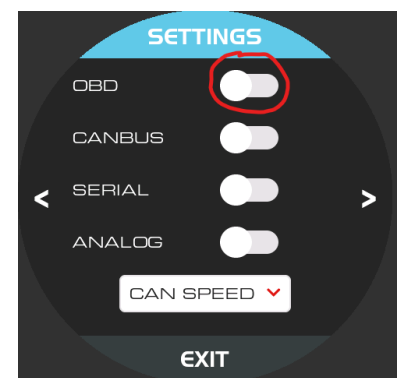 SETTINGS
OBD
CANBUS
SERIAL
< >
ANALOG
CAN SPEED
EXIT